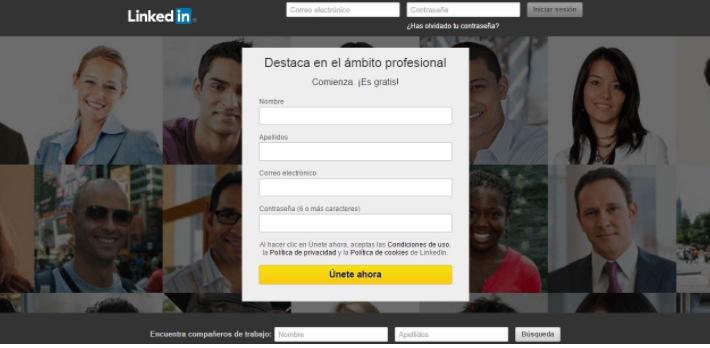 Linked in
Correo electrónico
Contraseña
Iniciar sesión
¿Has olvidado tu contraseña?
Destaca en el ámbito profesional
Comienza. ¡Es gratis!
Nombre
Apellidos
Correo electrónico
Contraseña (6 o más caracteres)
Al hacer clic en Únete ahora, aceptas las Condiciones de uso,
la Política de privacidad y la Política de cookies de LinkedIn.
Únete ahora
Encuentra compañeros de trabajo: Nombre Apellidos Búsqueda